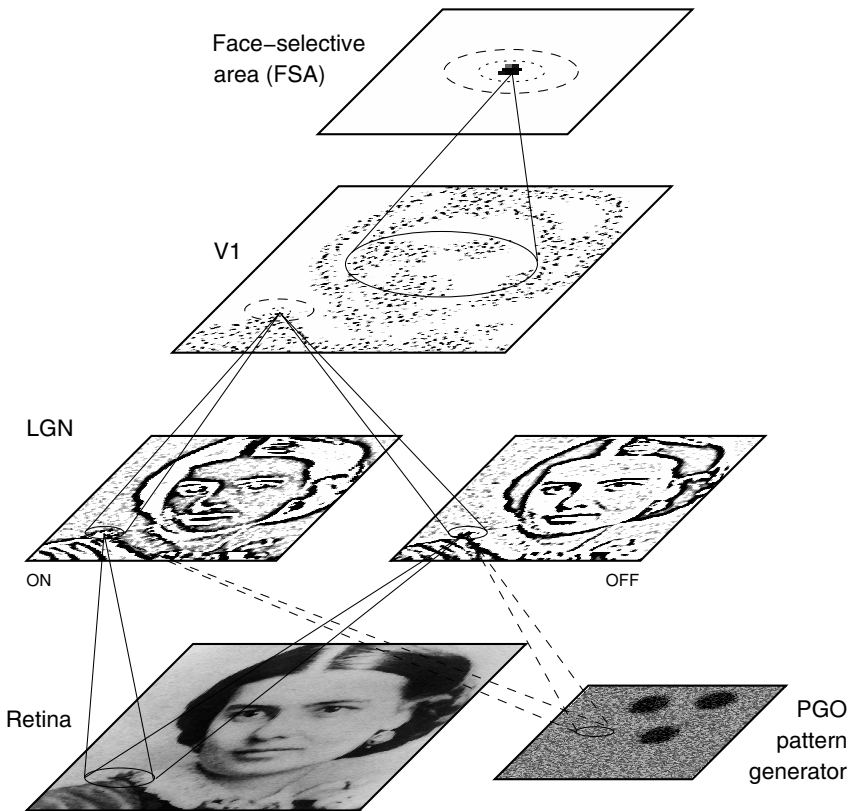 Face−selective
area (FSA)
V1
LGN
ON
OFF
Retina
PGO
pattern
generator